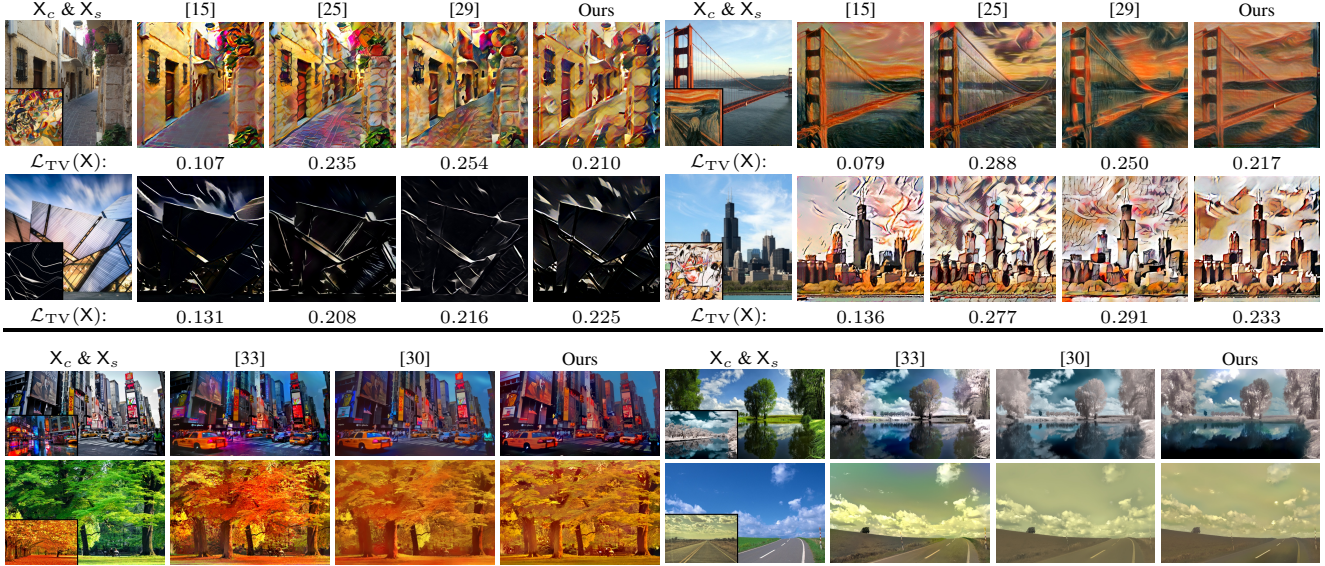 X_c & X_s [15] [25] [29] Ours X_c & X_s [15] [25] [29] Ours
L_TV(X): 0.107 0.235 0.254 0.210 L_TV(X): 0.079 0.288 0.250 0.217
L_TV(X): 0.131 0.208 0.216 0.225 L_TV(X): 0.136 0.277 0.291 0.233
X_c & X_s [33] [30] Ours X_c & X_s [33] [30] Ours